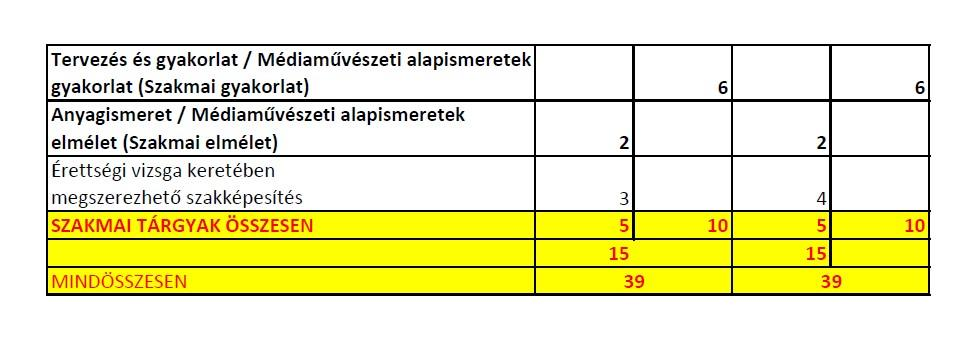 Tervezés és gyakorlat / Médiaművészeti alapismeretek
gyakorlat (Szakmai gyakorlat) 6 6
Anyagismeret / Médiaművészeti alapismeretek
elmélet (Szakmai elmélet) 2 2
Érettségi vizsga keretében
megszerezhető szakképesítés 3 4
SZAKMAI TÁRGYAK ÖSSZESEN 5 10 5 10
15 15
MINDÖSSZESEN 39 39